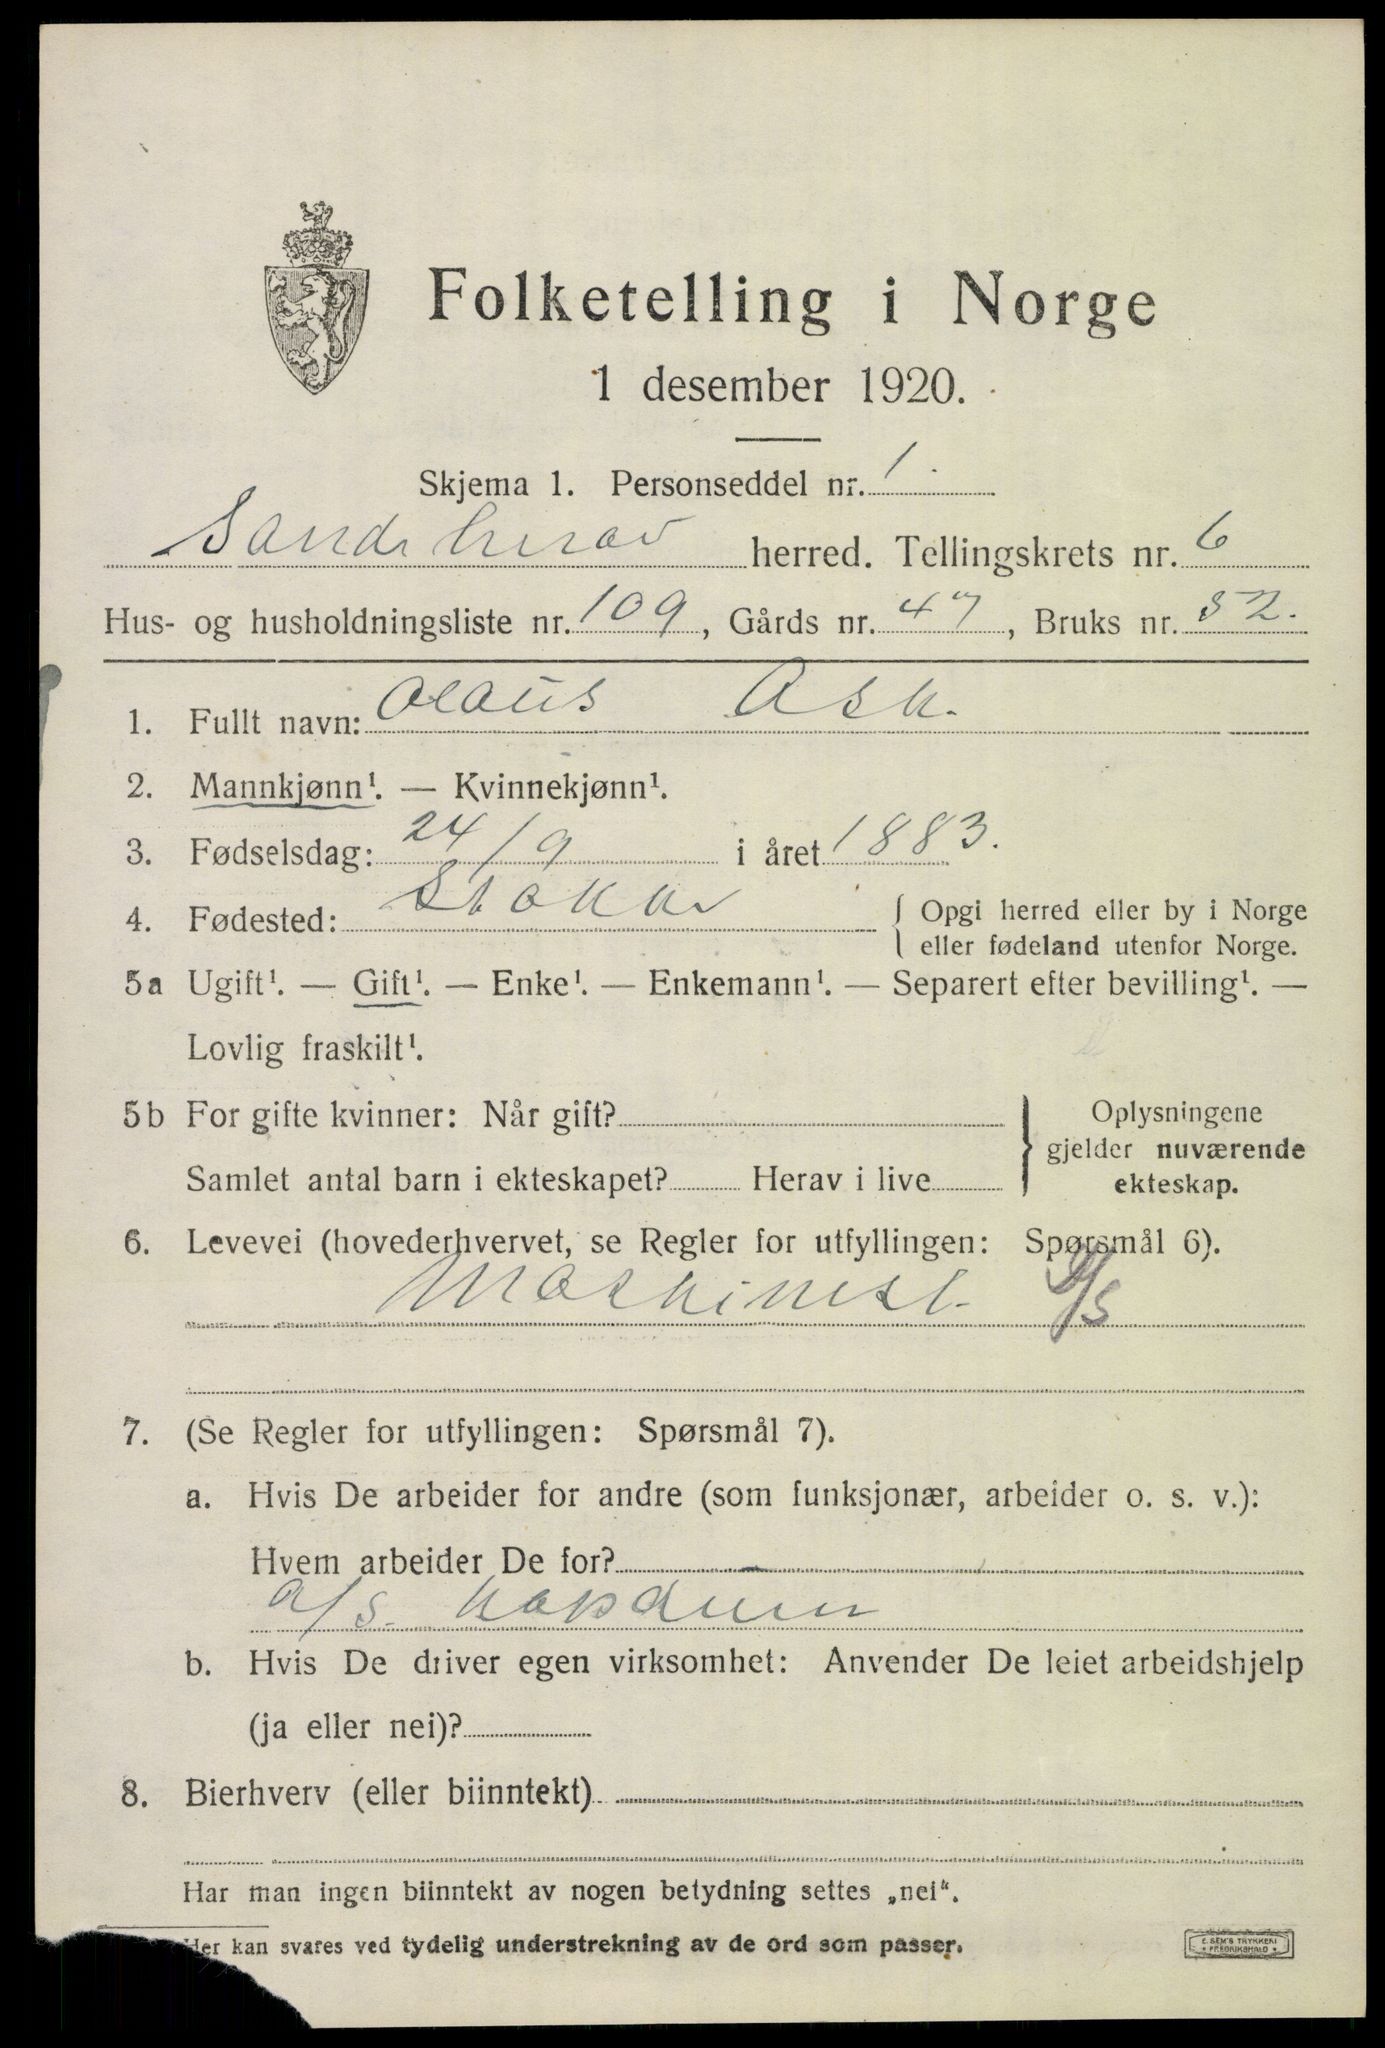 Folketelling i Norge
1 desember 1920.
Skjema 1. Personseddel nr. 1.
Sandeherav herred. Tellingskrets nr. 6
Hus- og husholdningsliste nr. 109, Gårds nr. 47, Bruks nr. 52.
1. Fullt navn: Olaus Ask.
2. Mannkjønn¹. — Kvinnekjønn¹.
3. Fødselsdag: 24/9 i året 1883.
4. Fødested: Stokke { Opgi herred eller by i Norge
eller fødeland utenfor Norge.
5a Ugift¹. — Gift¹. — Enke¹. — Enkemann¹. — Separert efter bevilling¹. —
Lovlig fraskilt¹.
5b For gifte kvinner: Når gift? } Oplysningene
gjelder nuværende
Samlet antal barn i ekteskapet? Herav i live ekteskap.
6. Levevei (hovederhvervet, se Regler for utfyllingen: Spørsmål 6).
Maskinist.
7. (Se Regler for utfyllingen: Spørsmål 7).
a. Hvis De arbeider for andre (som funksjonær, arbeider o. s. v.):
Hvem arbeider De for?
A/S.
b. Hvis De driver egen virksomhet: Anvender De leiet arbeidshjelp
(ja eller nei)?
8. Bierhverv (eller biinntekt)
Har man ingen biinntekt av nogen betydning settes „nei“.
Her kan svares ved tydelig understrekning av de ord som passer.
E. SEM'S TRYKKERI
FREDRIKSHALD